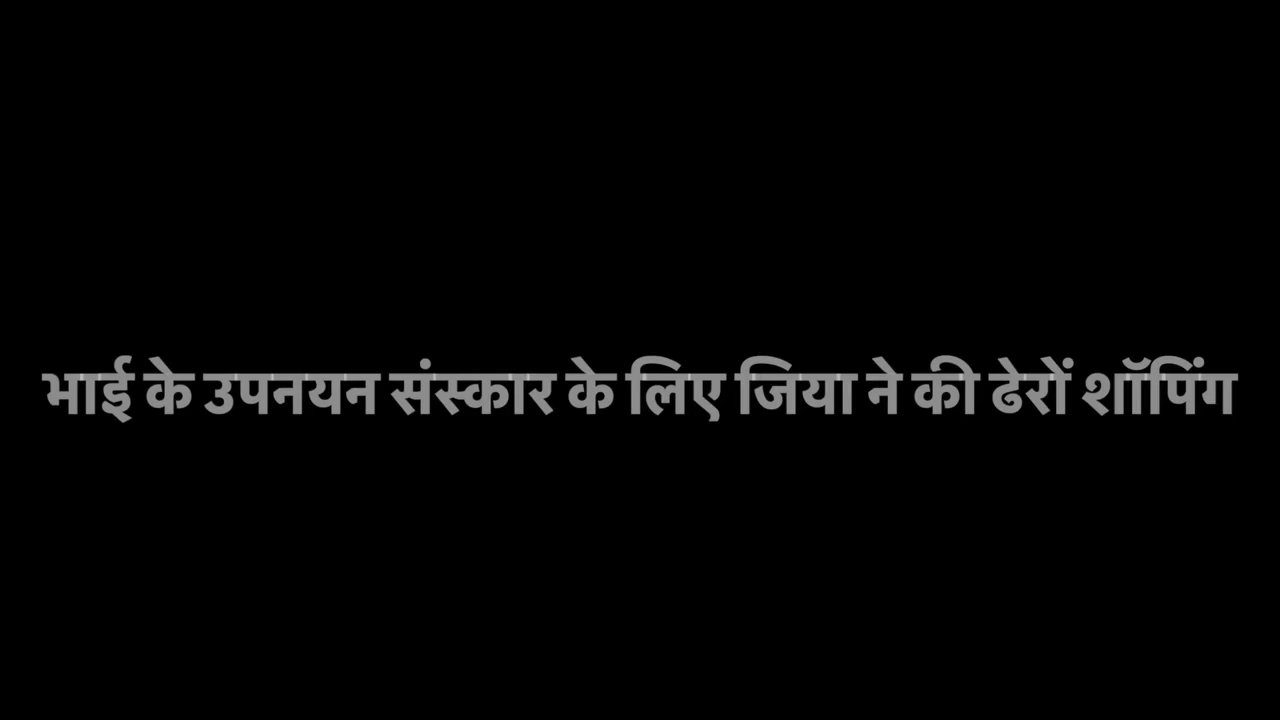 भाई के उपनयन संस्कार के लिए जिया ने की ढेरों शॉपिंग